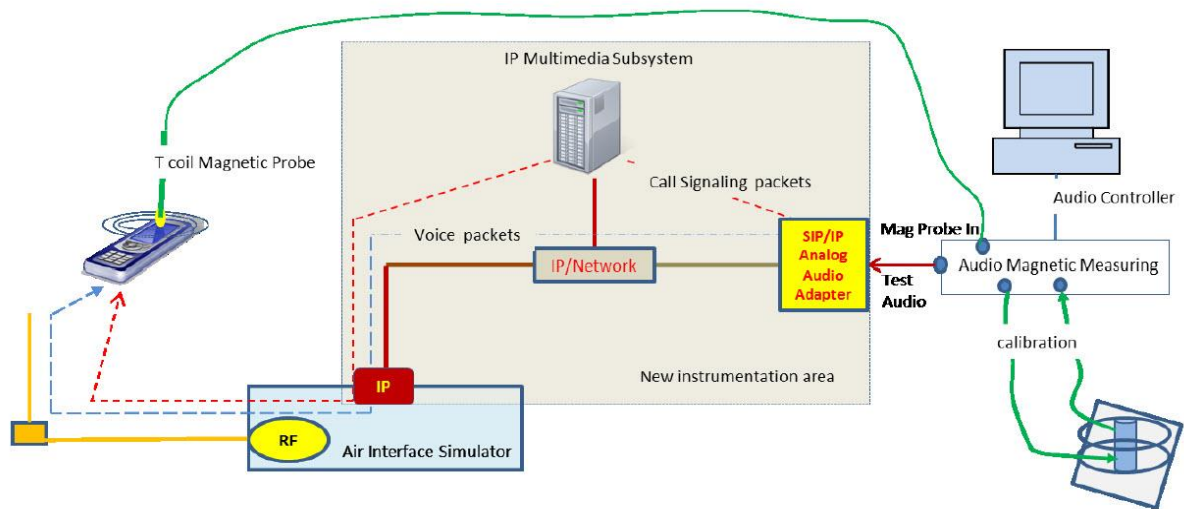 IP Multimedia Subsystem
T coil Magnetic Probe
Call Signaling packets
Audio Controller
Voice packets
Mag Probe In
SIP/IP
Analog
Audio
Adapter
IP/Network
Audio Magnetic Measuring
Test
Audio
calibration
New instrumentation area
IP
RF
Air Interface Simulator